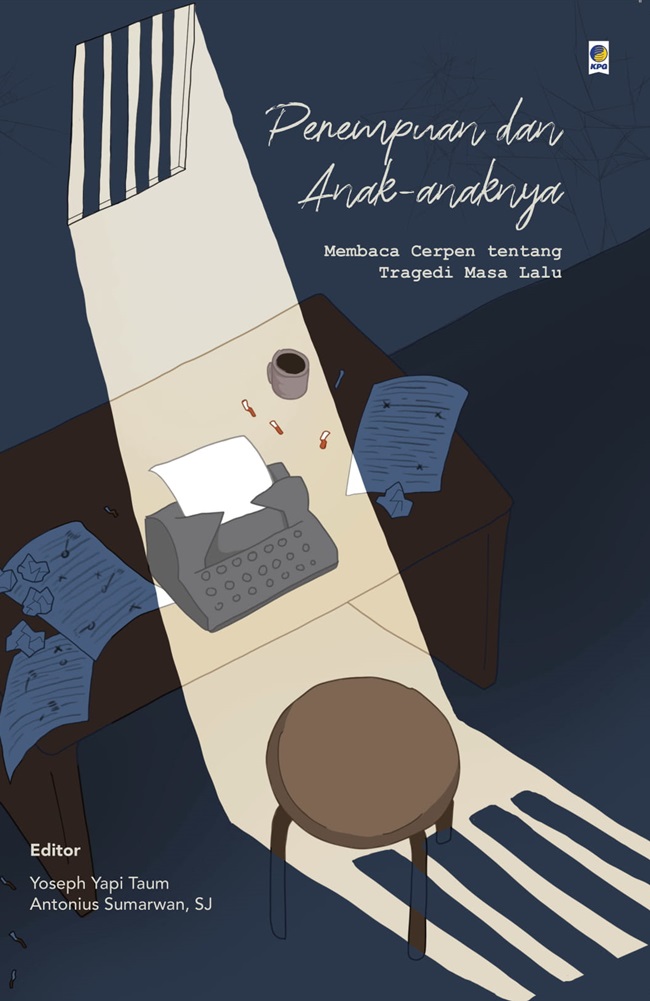 KPG
Perempuan dan
Anak-anaknya
Membaca Cerpen tentang
Tragedi Masa Lalu
Editor
Yoseph Yapi Taum
Antonius Sumarwan, SJ